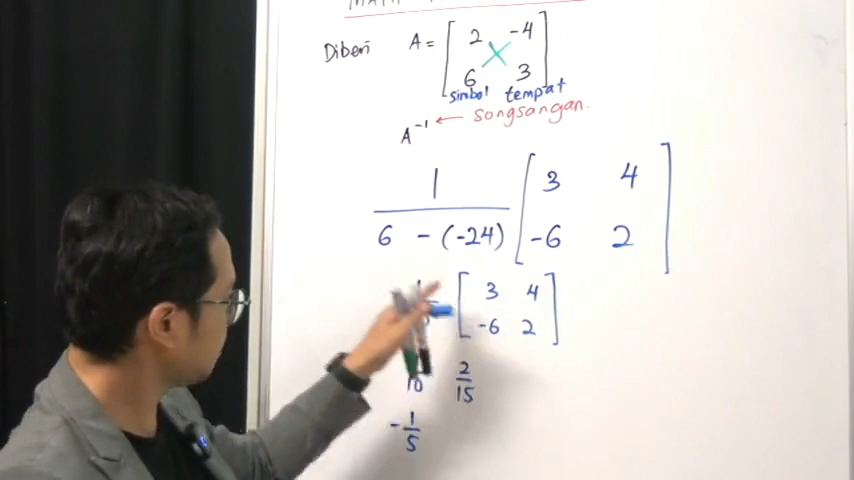 Diberi A = [ 2 -4
6 3 ]
simbol tempat
A⁻¹ ← songsangan.
1
6 - (-24) [ 3 4
-6 2 ]
1 [ 3 4
-6 2 ]
10 2/15
- 1/5